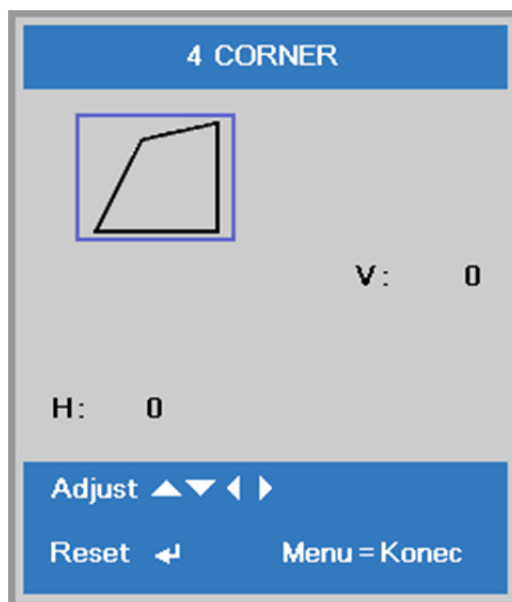 4 CORNER
V: 0
H: 0
Adjust
Reset Menu = Konec